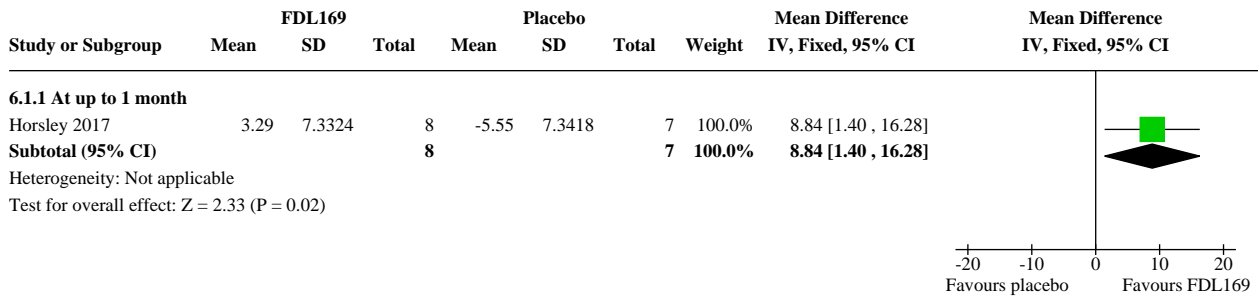 FDL169 Placebo Mean Difference Mean Difference
Study or Subgroup Mean SD Total Mean SD Total Weight IV, Fixed, 95% CI IV, Fixed, 95% CI
6.1.1 At up to 1 month
Horsley 2017 3.29 7.3324 8 -5.55 7.3418 7 100.0% 8.84 [1.40 , 16.28]
Subtotal (95% CI) 8 7 100.0% 8.84 [1.40 , 16.28]
Heterogeneity: Not applicable
Test for overall effect: Z = 2.33 (P = 0.02)
-20 -10 0 10 20
Favours placebo Favours FDL169